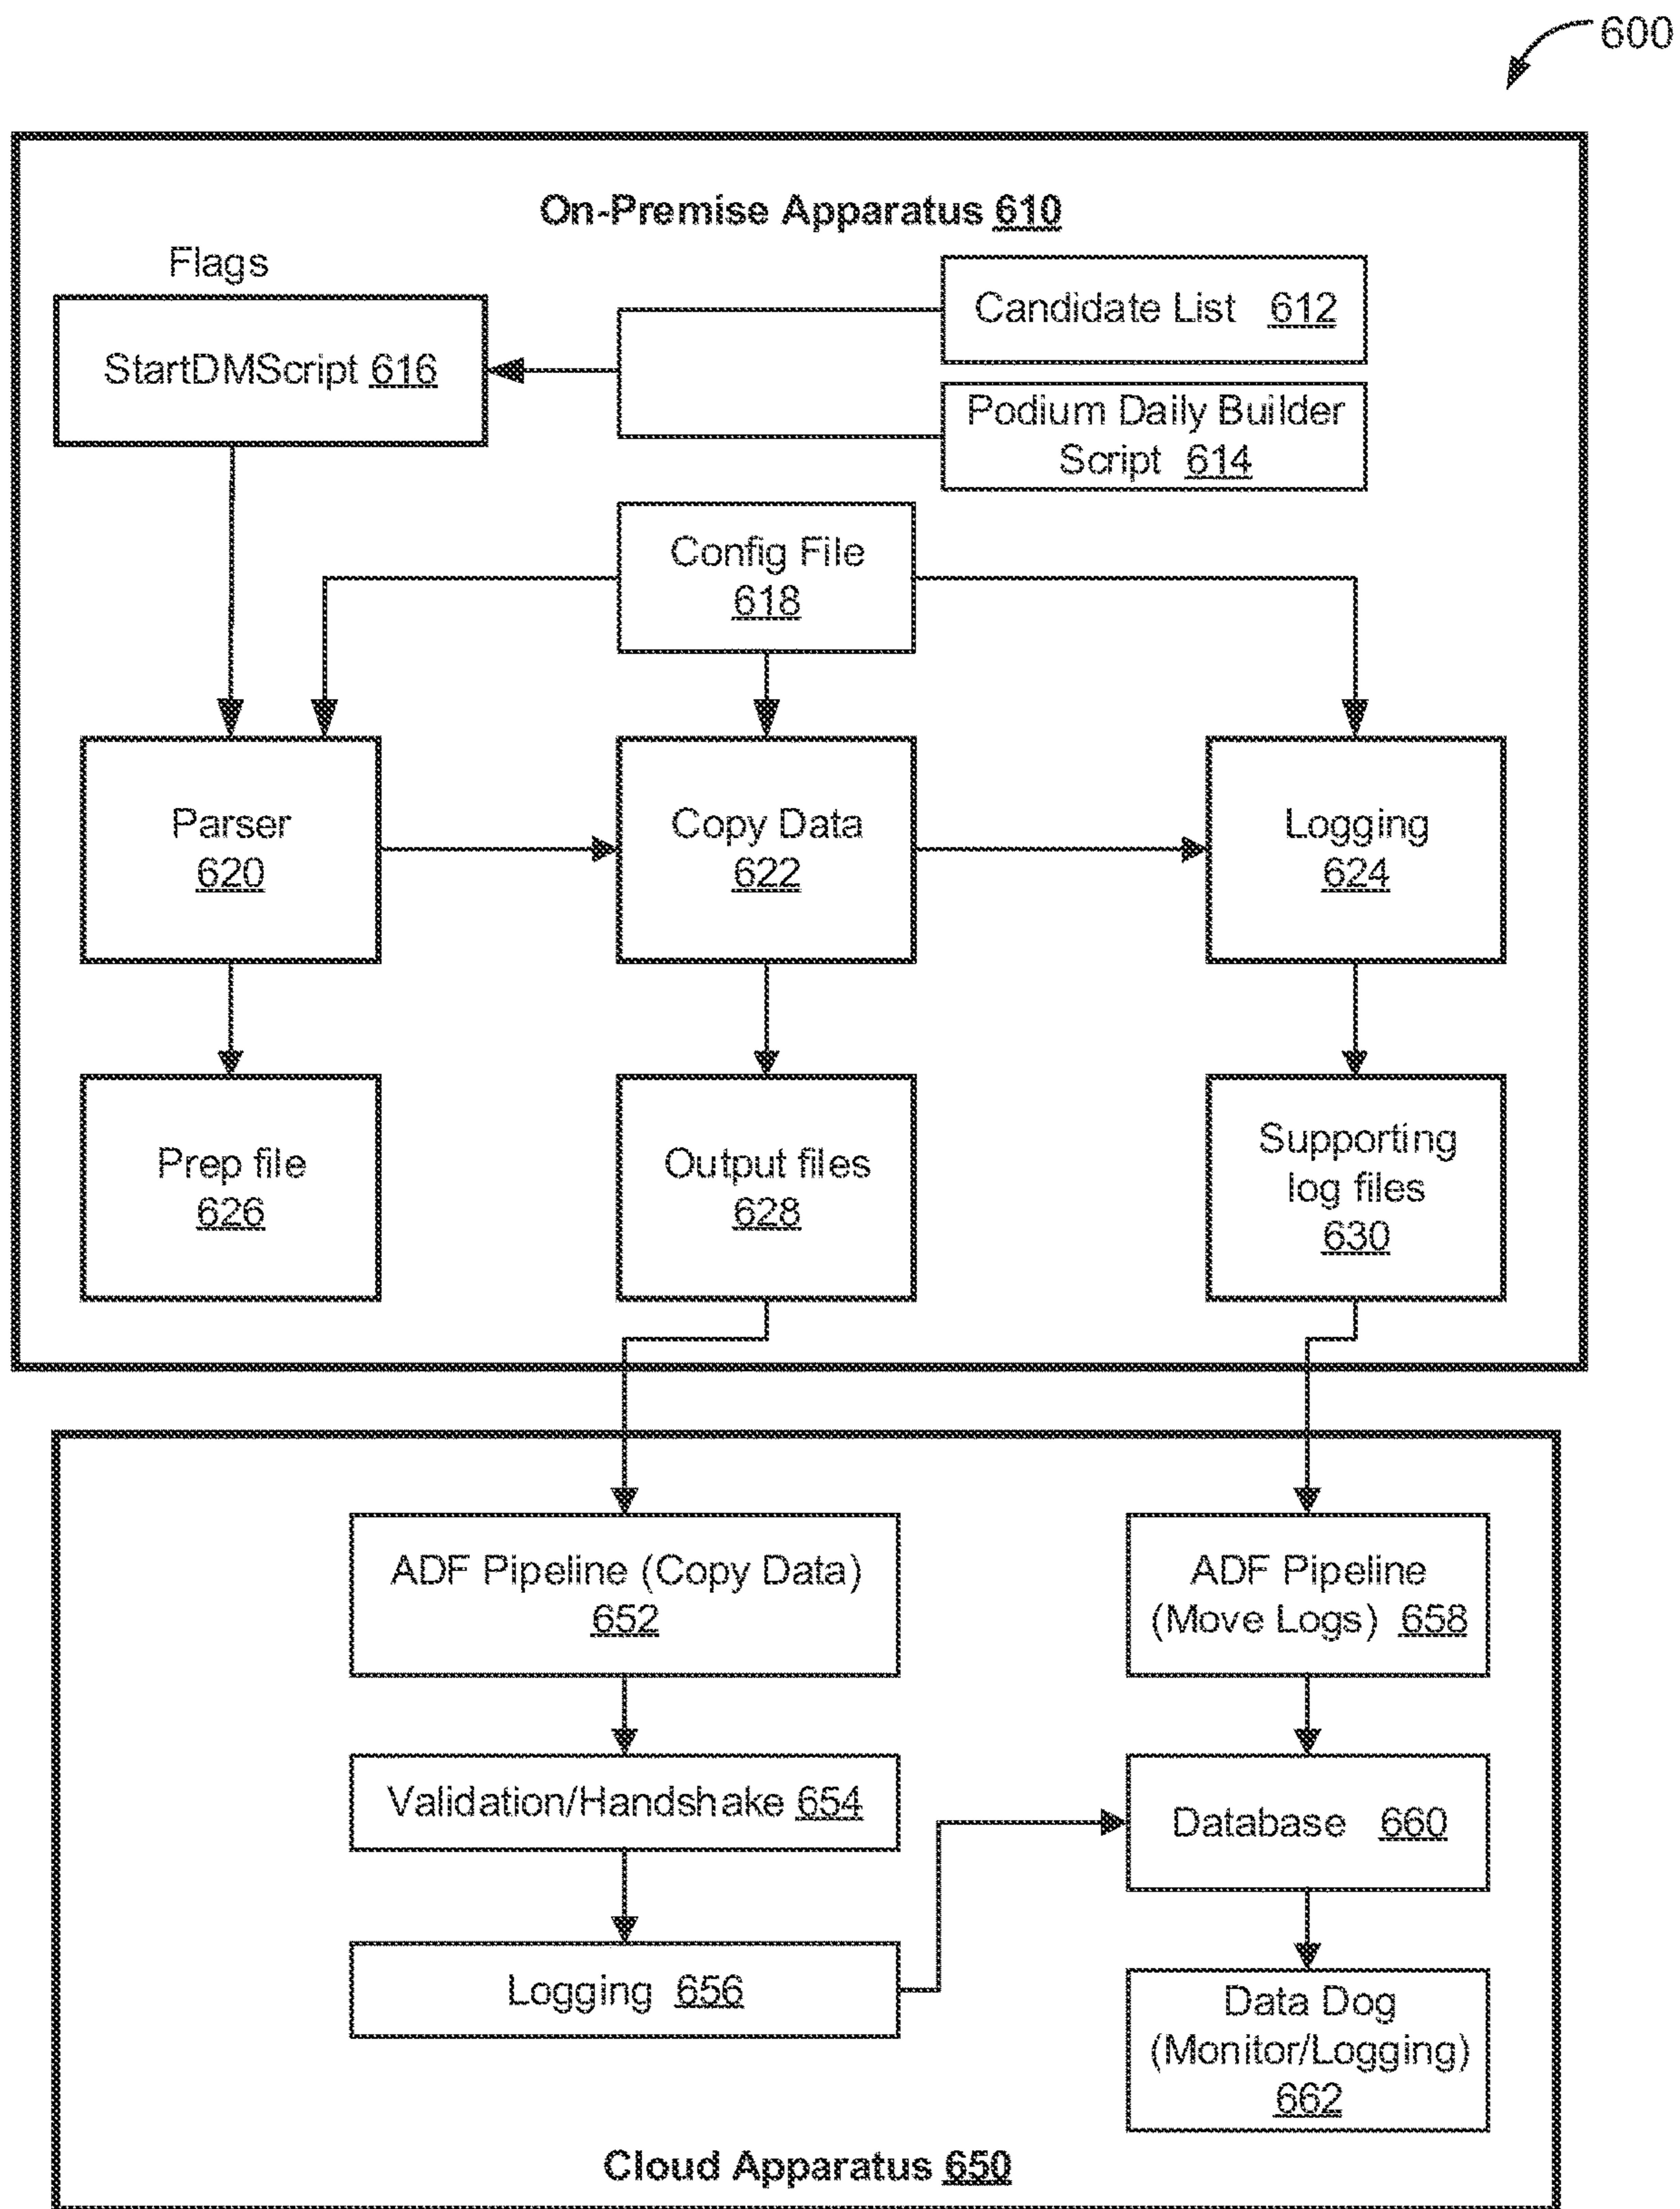 600
On-Premise Apparatus 610
Flags
Candidate List 612
StartDMScript 616
Podium Daily Builder
Script 614
Config File
618
Parser
620
Copy Data
622
Logging
624
Prep file
626
Output files
628
Supporting
log files
630
ADF Pipeline (Copy Data)
652
ADF Pipeline
(Move Logs) 658
Validation/Handshake 654
Database 660
Logging 656
Data Dog
(Monitor/Logging)
662
Cloud Apparatus 650